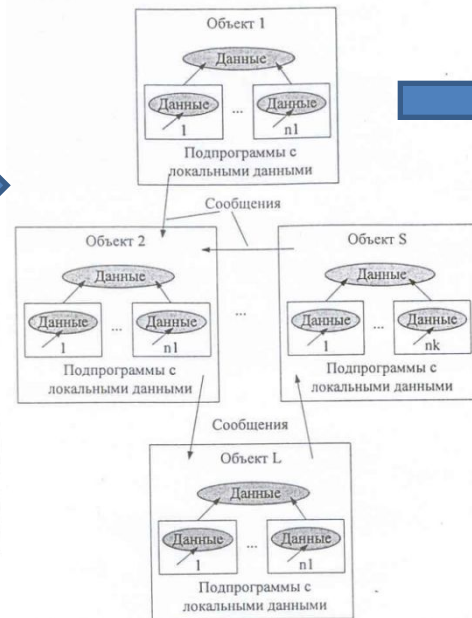 Объект 1
Данные
Данные ... Данные
1 n1
Подпрограммы с
локальными данными
Сообщения
Объект 2
Данные
Данные ... Данные
1 n1
Подпрограммы с
локальными данными
...
Объект S
Данные
Данные ... Данные
1 nk
Подпрограммы с
локальными данными
Сообщения
Объект L
Данные
Данные ... Данные
1 n1
Подпрограммы с
локальными данными